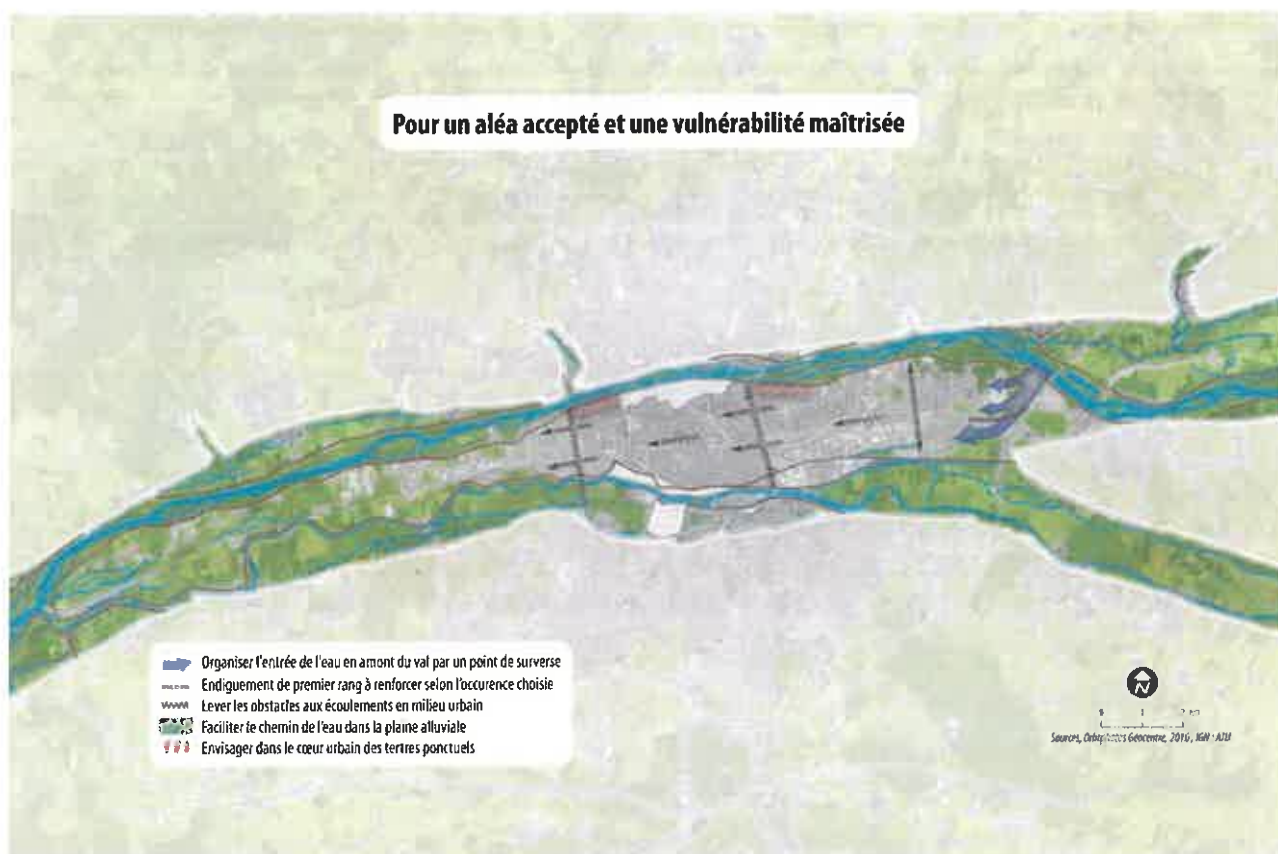 Pour un aléa accepté et une vulnérabilité maîtrisée
Organiser l'entrée de l'eau en amont du val par un point de surverse
Endiguement de premier rang à renforcer selon l'occurence choisie
Lever les obstacles aux écoulements en milieu urbain
Faciliter le chemin de l'eau dans la plaine alluviale
Envisager dans le cœur urbain des tertres ponctuels
N
1
Sources, Orthophotos Géocentre, 2016, IGN